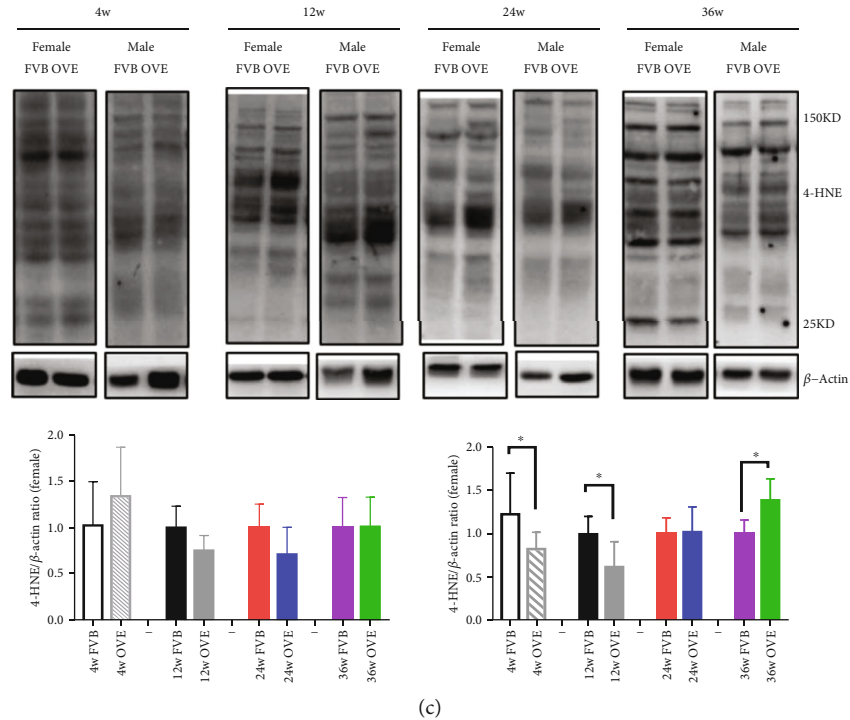 4w 12w 24w 36w
Female Male Female Male Female Male Female Male
FVB OVE FVB OVE FVB OVE FVB OVE FVB OVE FVB OVE FVB OVE FVB OVE
150KD
4-HNE
25KD
β–Actin
4-HNE/β-actin ratio (female)
2.0
1.5
1.0
0.5
0.0
4w FVB
4w OVE
–
12w FVB
12w OVE
–
24w FVB
24w OVE
–
36w FVB
36w OVE
4-HNE/β-actin ratio (female)
2.0
1.5
1.0
0.5
0.0
*
*
*
4w FVB
4w OVE
–
12w FVB
12w OVE
–
24w FVB
24w OVE
–
36w FVB
36w OVE
(c)